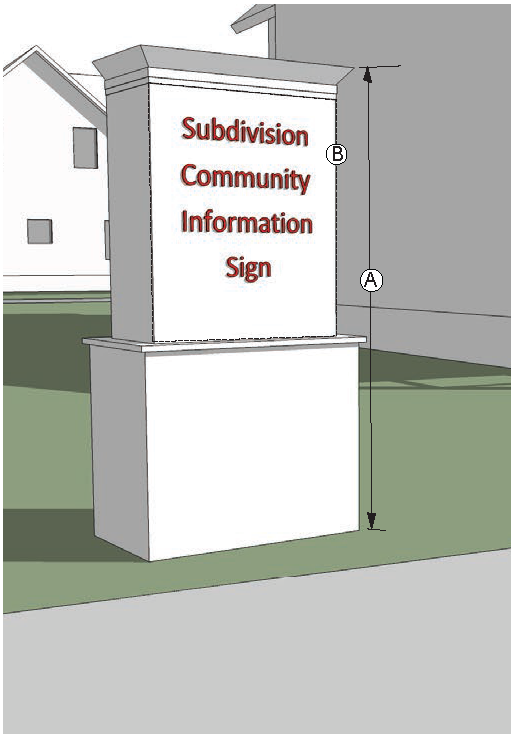 Subdivision
B
Community
Information
Sign
A